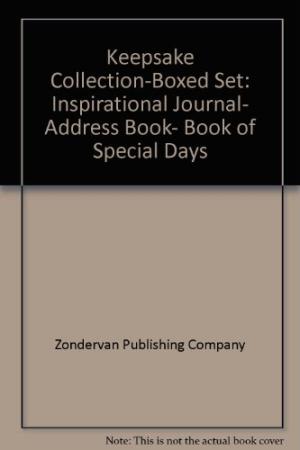 Keepsake
Collection-Boxed Set:
Inspirational Journal-
Address Book- Book of
Special Days
Zondervan Publishing Company
Note: This is not the actual book cover